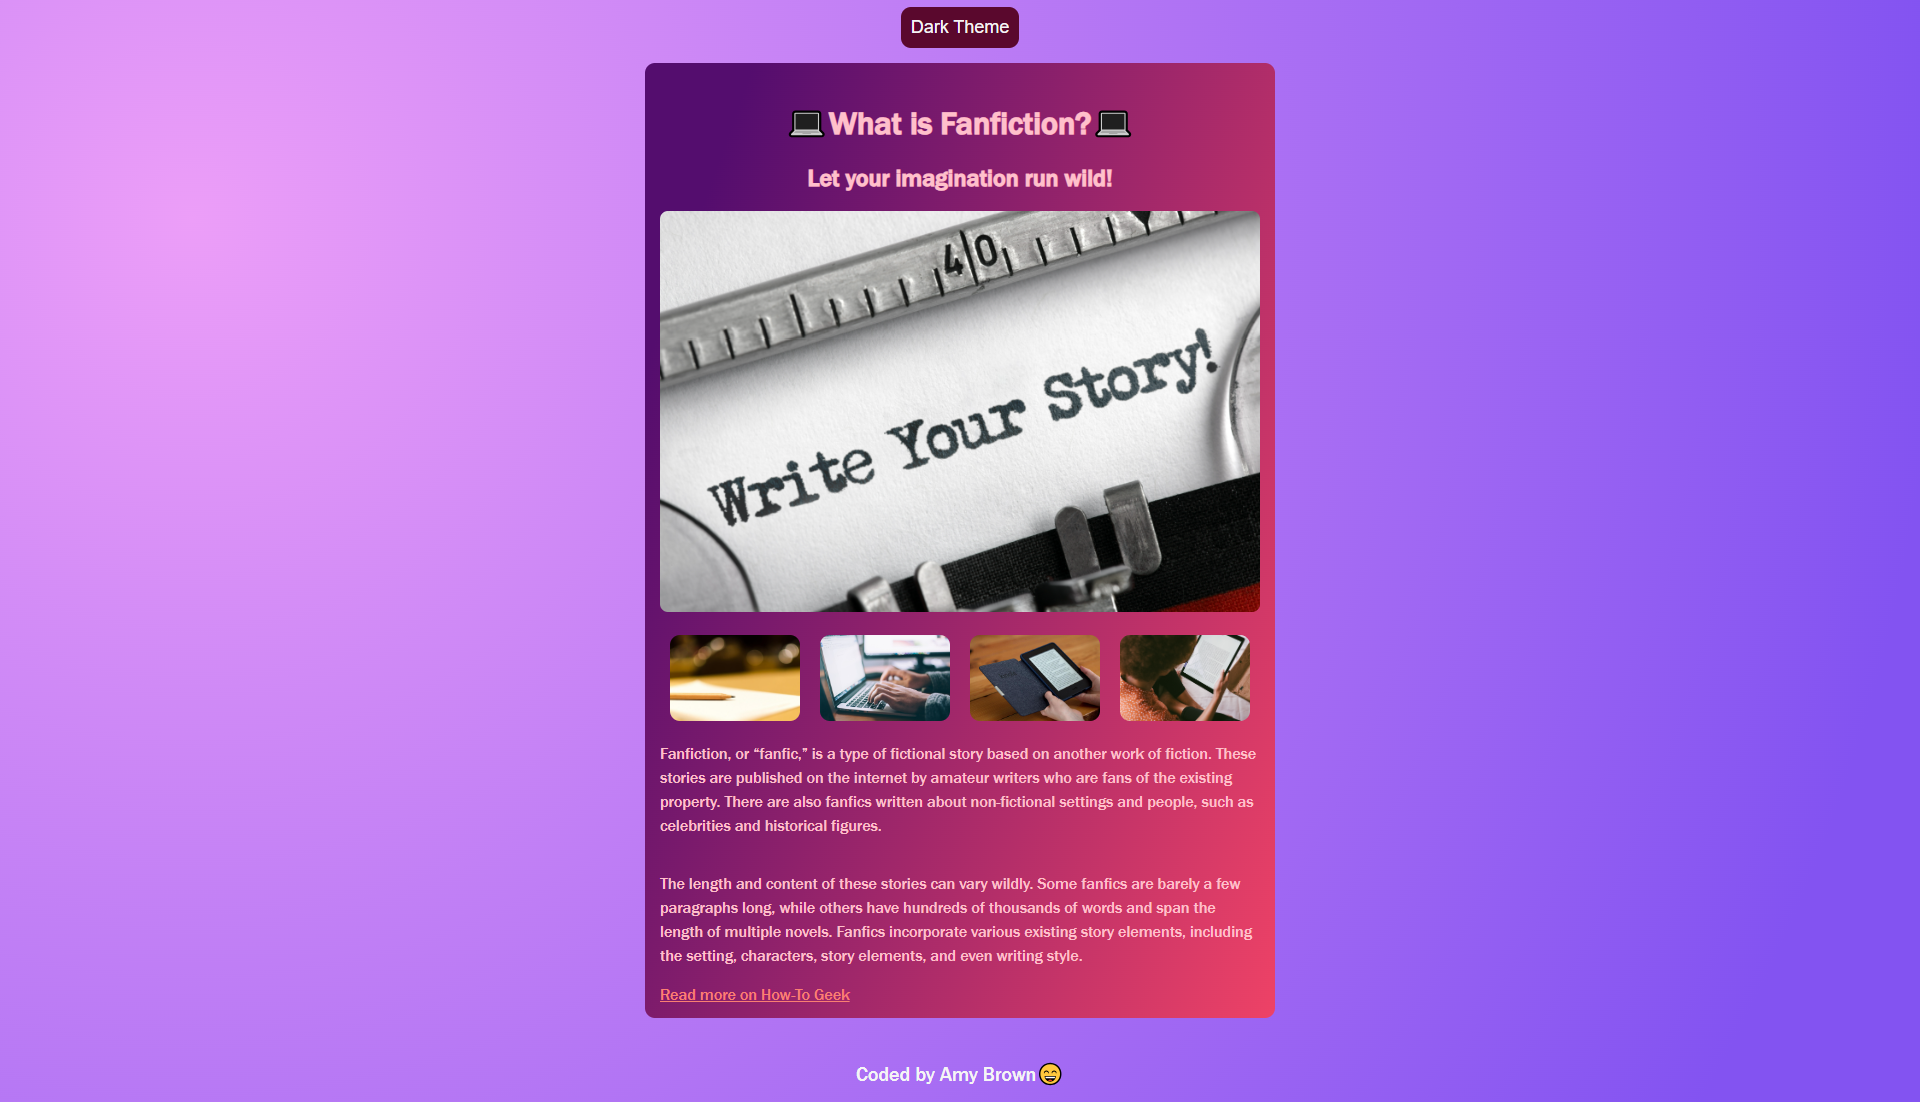 Dark Theme
💻What is Fanfiction?💻
Let your imagination run wild!
40
Write Your Story!
Fanfiction, or “fanfic,” is a type of fictional story based on another work of fiction. These
stories are published on the internet by amateur writers who are fans of the existing
property. There are also fanfics written about non-fictional settings and people, such as
celebrities and historical figures.
The length and content of these stories can vary wildly. Some fanfics are barely a few
paragraphs long, while others have hundreds of thousands of words and span the
length of multiple novels. Fanfics incorporate various existing story elements, including
the setting, characters, story elements, and even writing style.
Read more on How-To Geek
Coded by Amy Brown😄